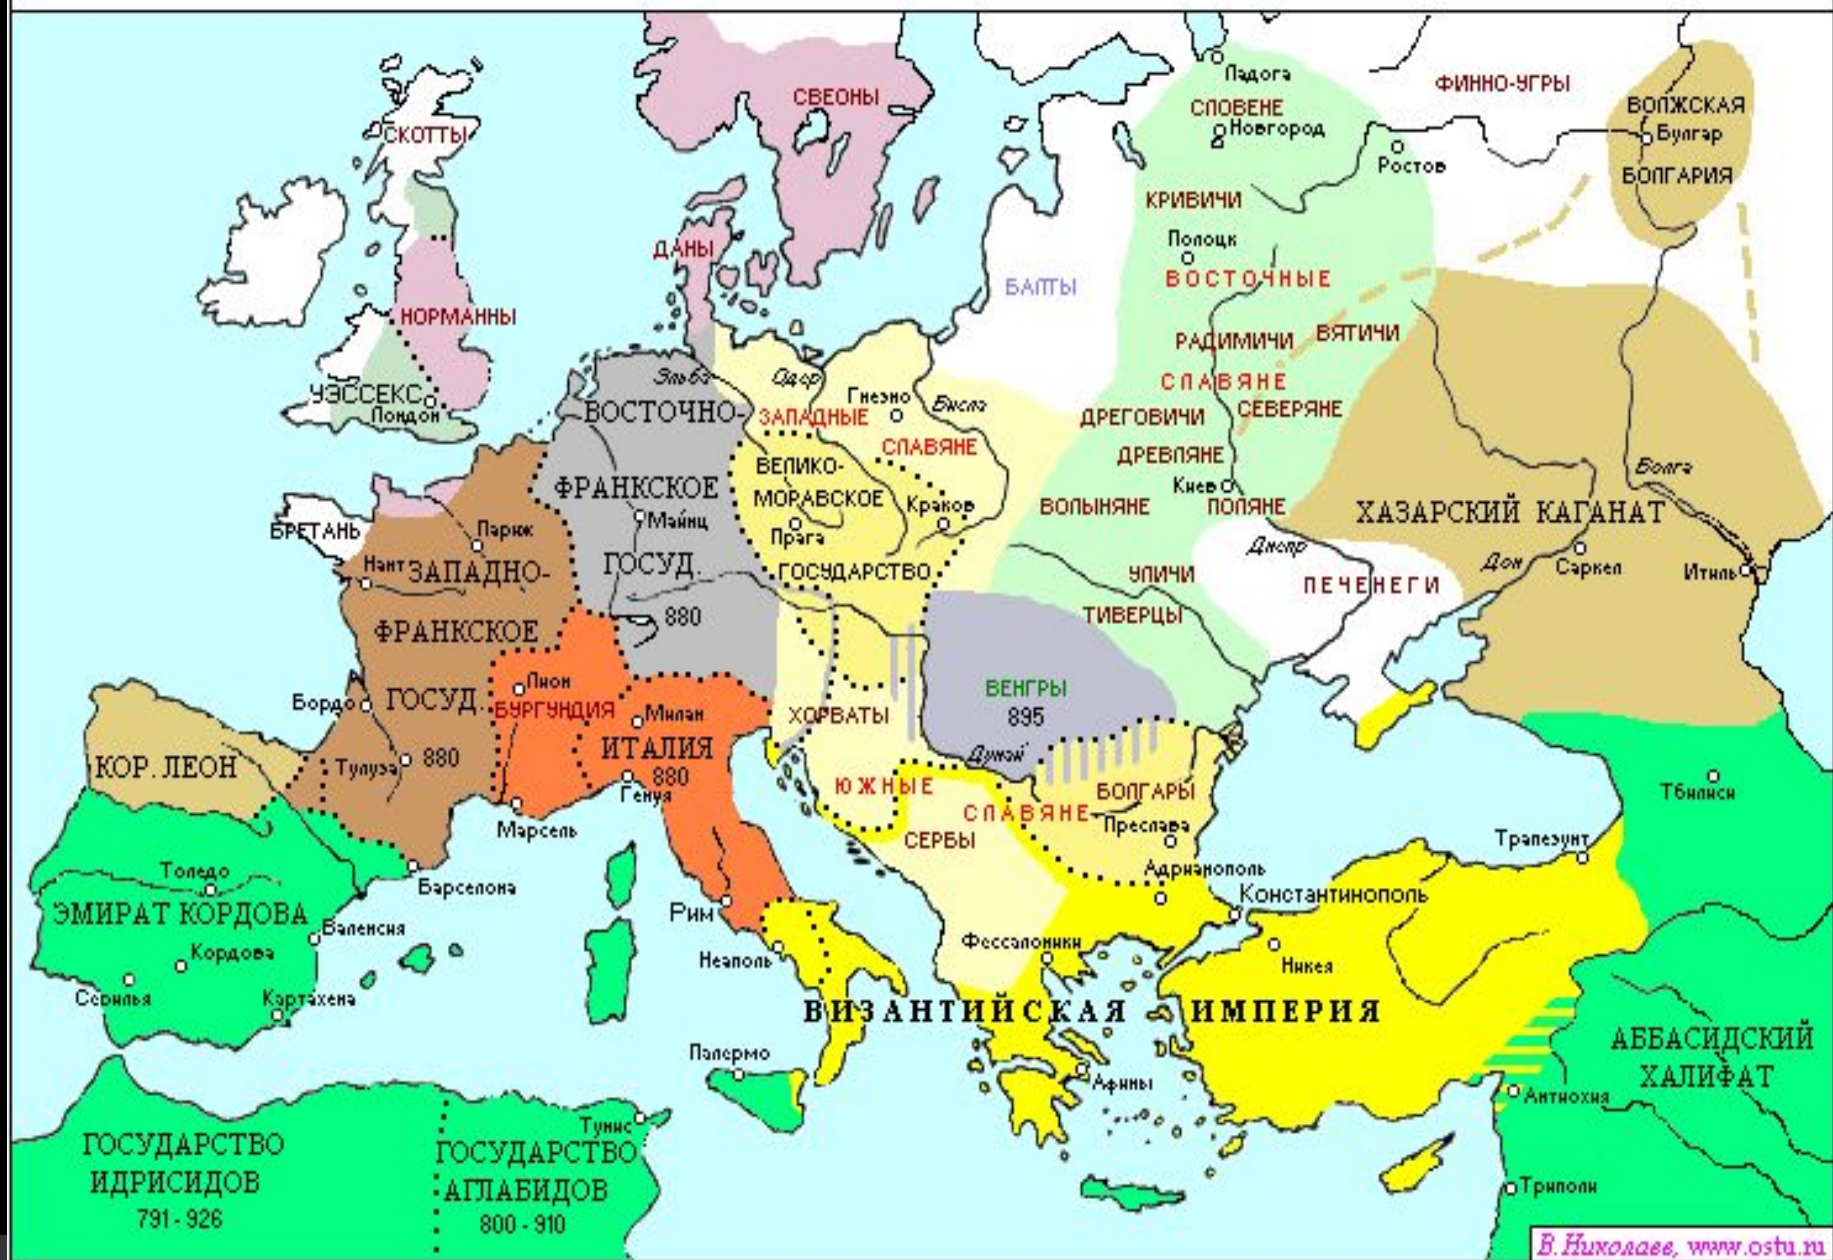 Ладога
ФИННО-УГРЫ
СВЕОНЫ
СЛОВЕНЕ
ВОЛЖСКАЯ
СКОТТЫ
Новгород
Булгар
Ростов
БОЛГАРИЯ
КРИВИЧИ
Полоцк
ДАНЫ
ВОСТОЧНЫЕ
БАЛТЫ
НОРМАННЫ
РАДИМИЧИ
ВЯТИЧИ
Эльба
Одер
СЛАВЯНЕ
УЭССЕКС
Лондон
Гнезно
Висла
ВОСТОЧНО-
ЗАПАДНЫЕ
ДРЕГОВИЧИ
СЕВЕРЯНЕ
СЛАВЯНЕ
ДРЕВЛЯНЕ
ВЕЛИКО-
Волга
ФРАНКСКОЕ
МОРАВСКОЕ
Краков
Киев
ВОЛЫНЯНЕ
ПОЛЯНЕ
ХАЗАРСКИЙ КАГАНАТ
Майнц
БРЕТАНЬ
Париж
Прага
Днепр
Нант
ЗАПАДНО-
ГОСУД.
ГОСУДАРСТВО
УЛИЧИ
ПЕЧЕНЕГИ
Дон
Саркел
Итиль
880
ТИВЕРЦЫ
ФРАНКСКОЕ
Лион
ВЕНГРЫ
895
Бордо
ГОСУД.
БУРГУНДИЯ
Милан
ХОРВАТЫ
ИТАЛИЯ
880
КОР. ЛЕОН
Тулуза
880
Генуя
Дунай
ЮЖНЫЕ
БОЛГАРЫ
Тбилиси
СЛАВЯНЕ
Марсель
СЕРБЫ
Преслава
Трапезунт
Толедо
Барселона
Адрианополь
Константинополь
ЭМИРАТ КОРДОВА
Рим
Валенсия
Кордова
Неаполь
Фессалоники
Никея
Севилья
Картахена
ВИЗАНТИЙСКАЯ ИМПЕРИЯ
АББАСИДСКИЙ
ХАЛИФАТ
Палермо
Афины
Антиохия
Тунис
ГОСУДАРСТВО
ИДРИСИДОВ
791 - 926
ГОСУДАРСТВО
АГЛАБИДОВ
800 - 910
Триполи
В.Николаев, www.ostu.ru